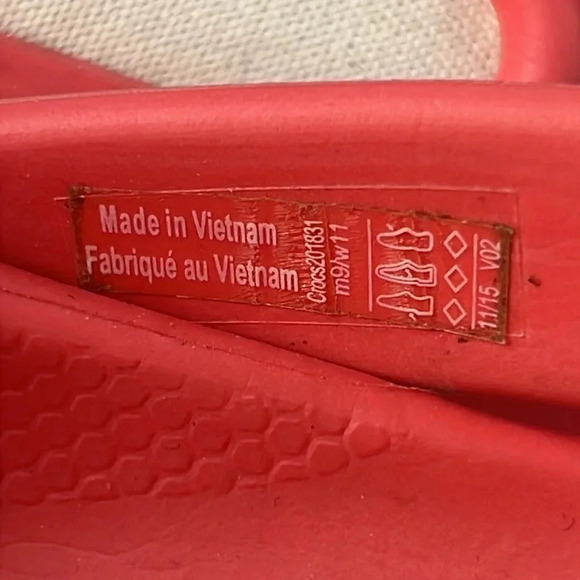 Made in Vietnam
Fabriqué au Vietnam
Crocs201831
m9/w11
11/15 V02